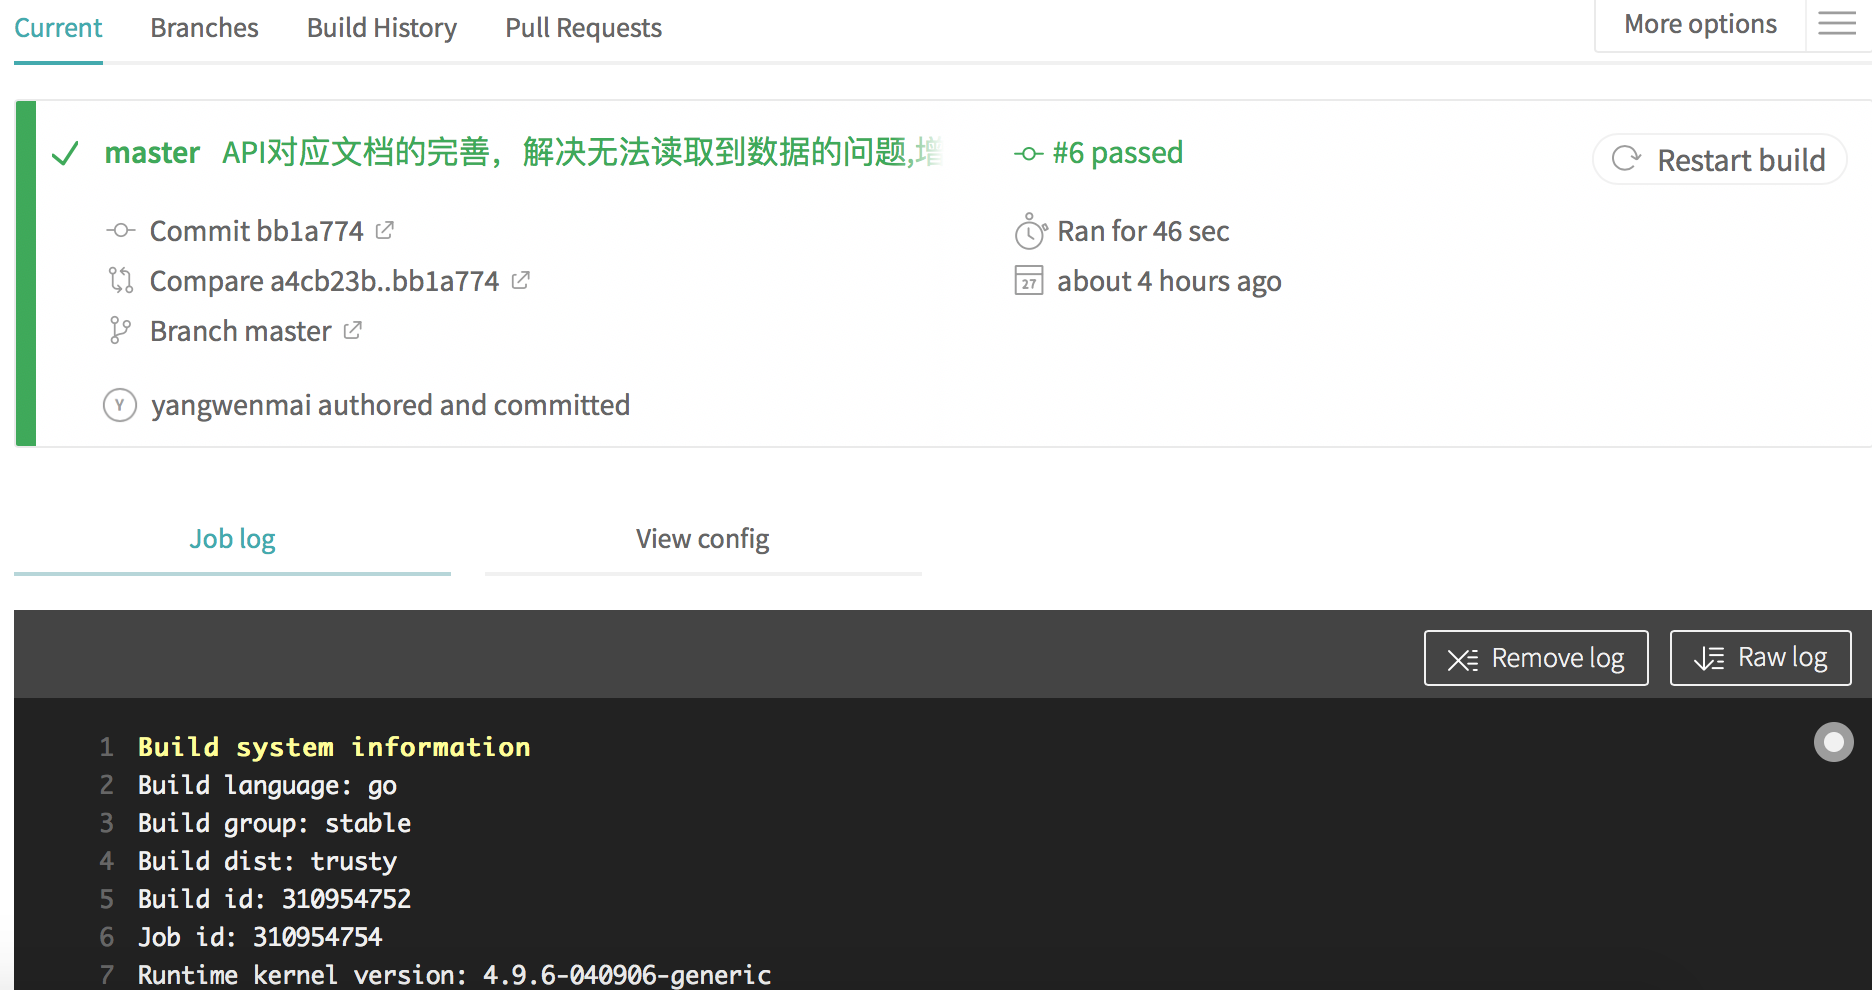 Current Branches Build History Pull Requests More options
master API对应文档的完善，解决无法读取到数据的问题,增
#6 passed
Restart build
Commit bb1a774
Compare a4cb23b..bb1a774
Branch master
Ran for 46 sec
27 about 4 hours ago
Y yangwenmai authored and committed
Job log View config
Remove log Raw log
1 Build system information
2 Build language: go
3 Build group: stable
4 Build dist: trusty
5 Build id: 310954752
6 Job id: 310954754
7 Runtime kernel version: 4.9.6-040906-generic